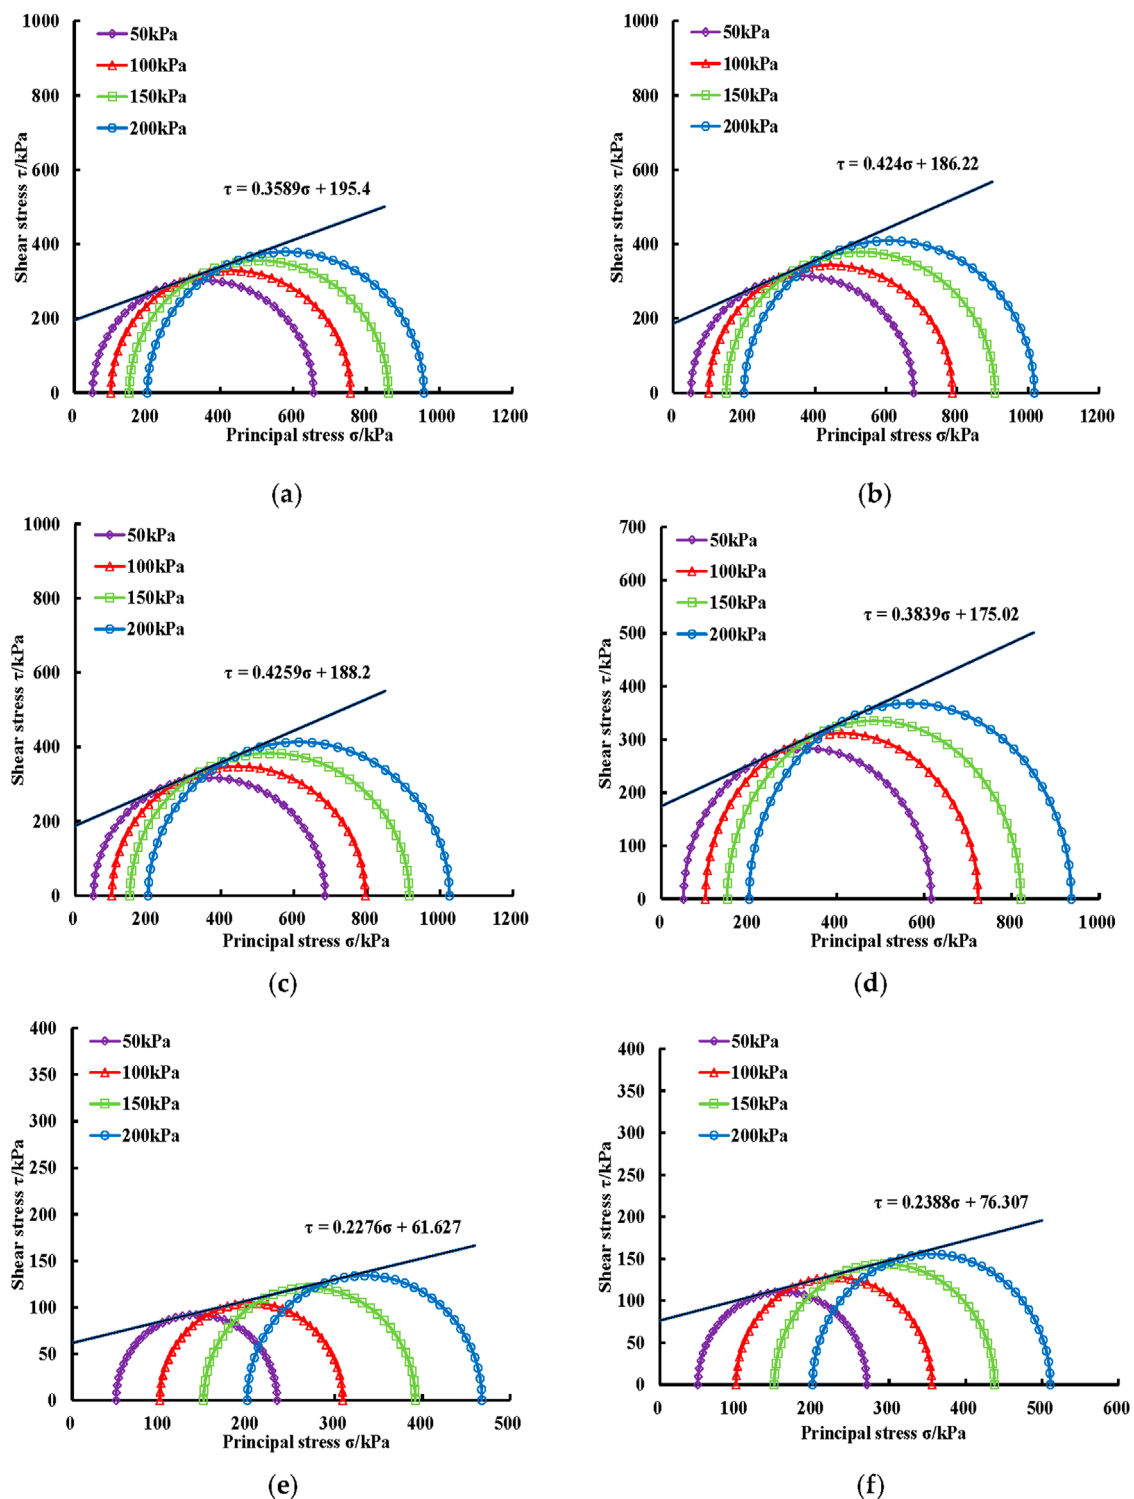 1000
800
600
400
200
0
Shear stress τ/kPa
50kPa
100kPa
150kPa
200kPa
τ = 0.3589σ + 195.4
0 200 400 600 800 1000 1200
Principal stress σ/kPa
(a)
1000
800
600
400
200
0
Shear stress τ/kPa
50kPa
100kPa
150kPa
200kPa
τ = 0.424σ + 186.22
0 200 400 600 800 1000 1200
Principal stress σ/kPa
(b)
1000
800
600
400
200
0
Shear stress τ/kPa
50kPa
100kPa
150kPa
200kPa
τ = 0.4259σ + 188.2
0 200 400 600 800 1000 1200
Principal stress σ/kPa
(c)
700
600
500
400
300
200
100
0
Shear stress τ/kPa
50kPa
100kPa
150kPa
200kPa
τ = 0.3839σ + 175.02
0 200 400 600 800 1000
Principal stress σ/kPa
(d)
400
350
300
250
200
150
100
50
0
Shear stress τ/kPa
50kPa
100kPa
150kPa
200kPa
τ = 0.2276σ + 61.627
0 100 200 300 400 500
Principal stress σ/kPa
(e)
400
350
300
250
200
150
100
50
0
Shear stress τ/kPa
50kPa
100kPa
150kPa
200kPa
τ = 0.2388σ + 76.307
0 100 200 300 400 500 600
Principal stress σ/kPa
(f)